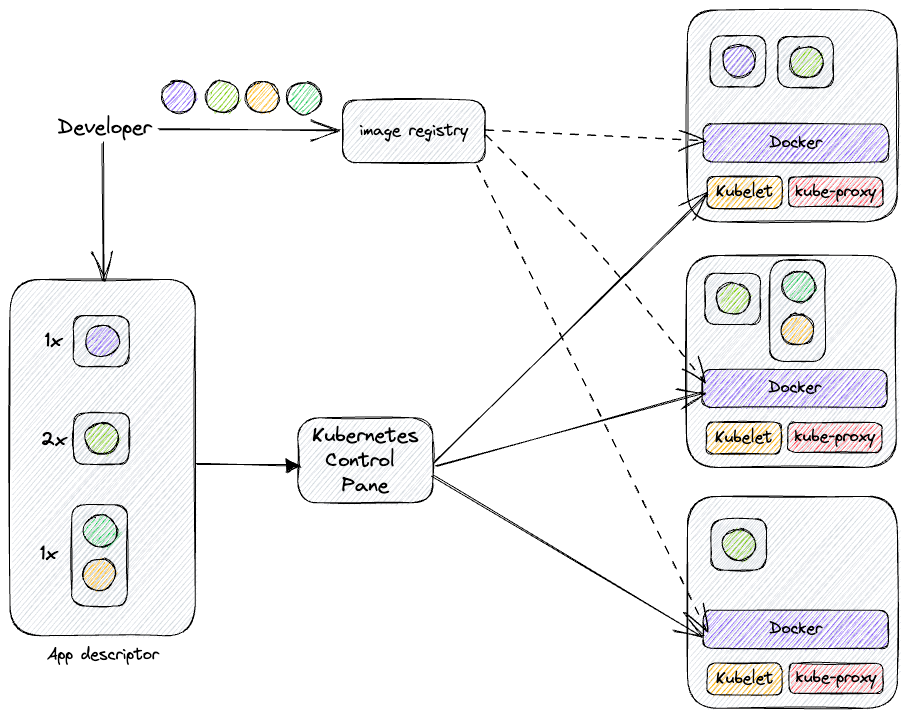 Developer
image registry
Docker
Kubelet
kube-proxy
1x
2x
1x
App descriptor
Kubernetes
Control
Pane
Docker
Kubelet
kube-proxy
Docker
Kubelet
kube-proxy